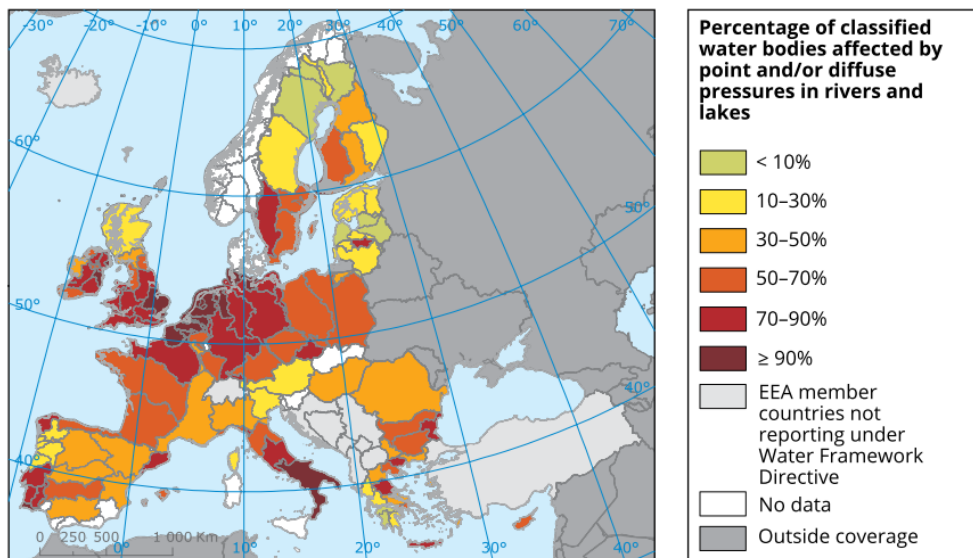 -30°
-20°
-10°
0°
10°
20°
30°
40°
50°
60°
70°
60°
50°
50°
60°
40°
40°
0
250
500
1 000 Km
0°
10°
20°
30°
40°
Percentage of classified
water bodies affected by
point and/or diffuse
pressures in rivers and
lakes
< 10%
10–30%
30–50%
50–70%
70–90%
≥ 90%
EEA member
countries not
reporting under
Water Framework
Directive
No data
Outside coverage